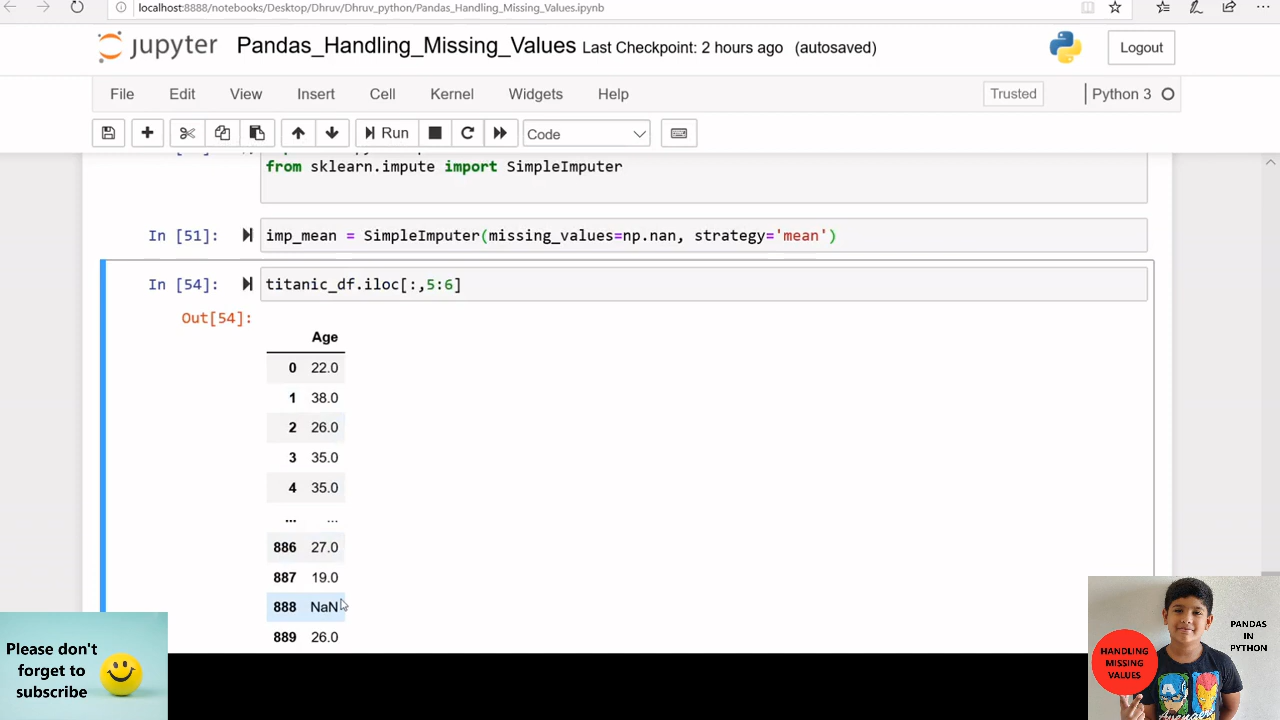 localhost:8888/notebooks/Desktop/Dhruv/Dhruv_python/Pandas_Handling_Missing_Values.ipynb
jupyter Pandas_Handling_Missing_Values Last Checkpoint: 2 hours ago (autosaved) Logout
File Edit View Insert Cell Kernel Widgets Help Trusted Python 3
Run Code
from sklearn.impute import SimpleImputer
In [51]: imp_mean = SimpleImputer(missing_values=np.nan, strategy='mean')
In [54]: titanic_df.iloc[:,5:6]
Out[54]:
Age
0 22.0
1 38.0
2 26.0
3 35.0
4 35.0
... ...
886 27.0
887 19.0
888 NaN
889 26.0
Please don't
forget to
subscribe
HANDLING
MISSING
VALUES
PANDAS
IN
PYTHON